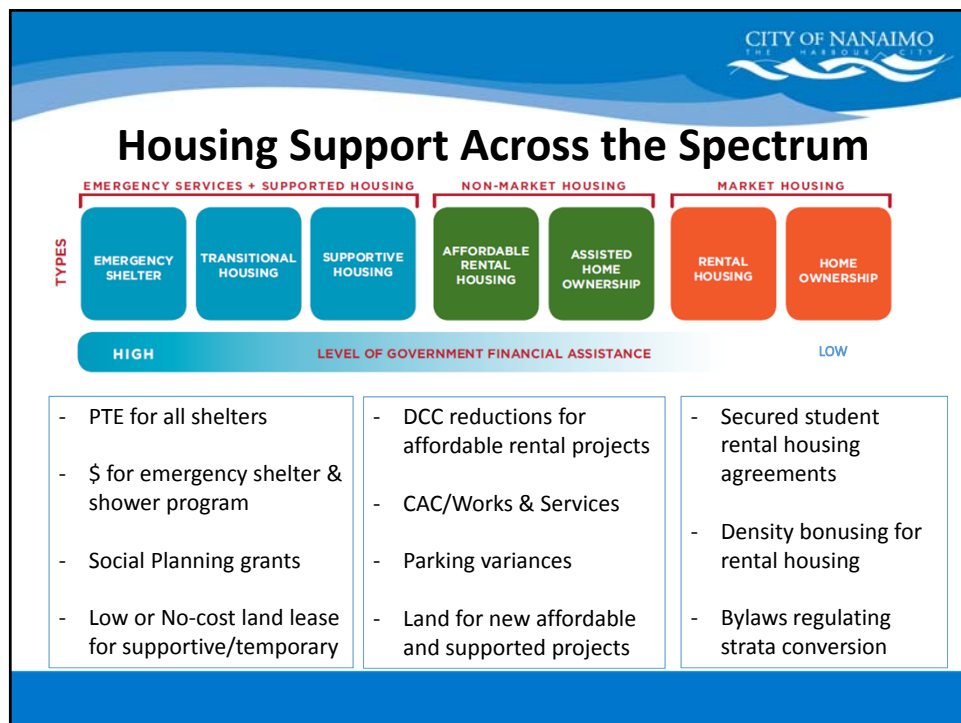 CITY OF NANAIMO
THE HARBOUR CITY
Housing Support Across the Spectrum
EMERGENCY SERVICES + SUPPORTED HOUSING
NON-MARKET HOUSING
MARKET HOUSING
TYPES
EMERGENCY
SHELTER
TRANSITIONAL
HOUSING
SUPPORTIVE
HOUSING
AFFORDABLE
RENTAL
HOUSING
ASSISTED
HOME
OWNERSHIP
RENTAL
HOUSING
HOME
OWNERSHIP
HIGH
LEVEL OF GOVERNMENT FINANCIAL ASSISTANCE
LOW
- PTE for all shelters
- $ for emergency shelter &
shower program
- Social Planning grants
- Low or No-cost land lease
for supportive/temporary
- DCC reductions for
affordable rental projects
- CAC/Works & Services
- Parking variances
- Land for new affordable
and supported projects
- Secured student
rental housing
agreements
- Density bonusing for
rental housing
- Bylaws regulating
strata conversion